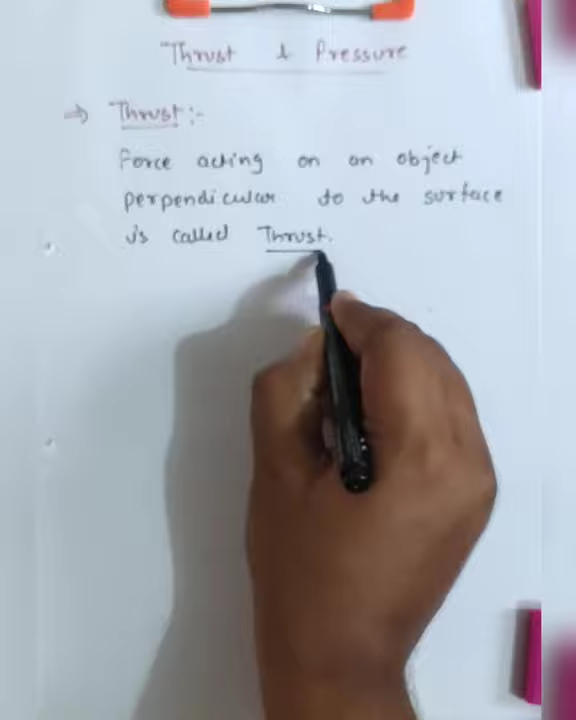 Thrust & Pressure
⇒ Thrust :-
Force acting on an object
perpendicular to the surface
is called Thrust.